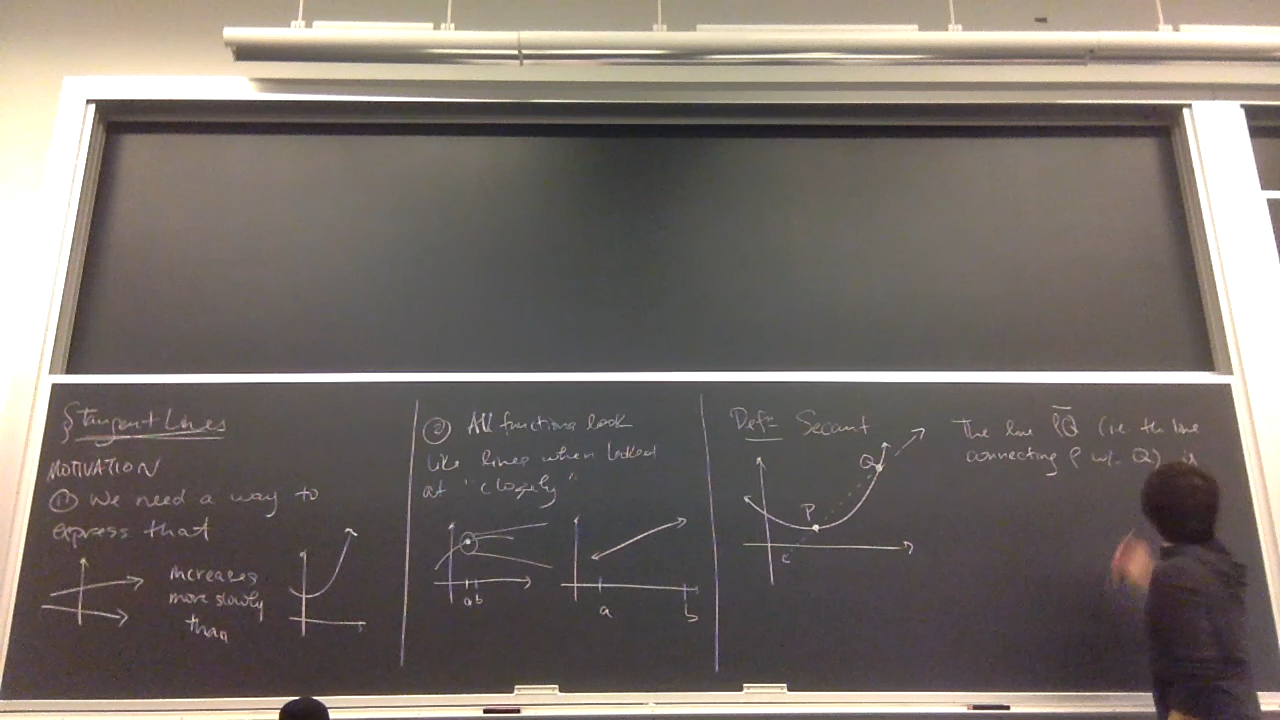 § Tangent Lines
MOTIVATION
① We need a way to
express that
increases
more slowly
than
② All functions look
like lines when looked
at "closely"
a b
a
b
Def= Secant
Q
P
The line PQ (i.e. the line
connecting P w/. Q) is